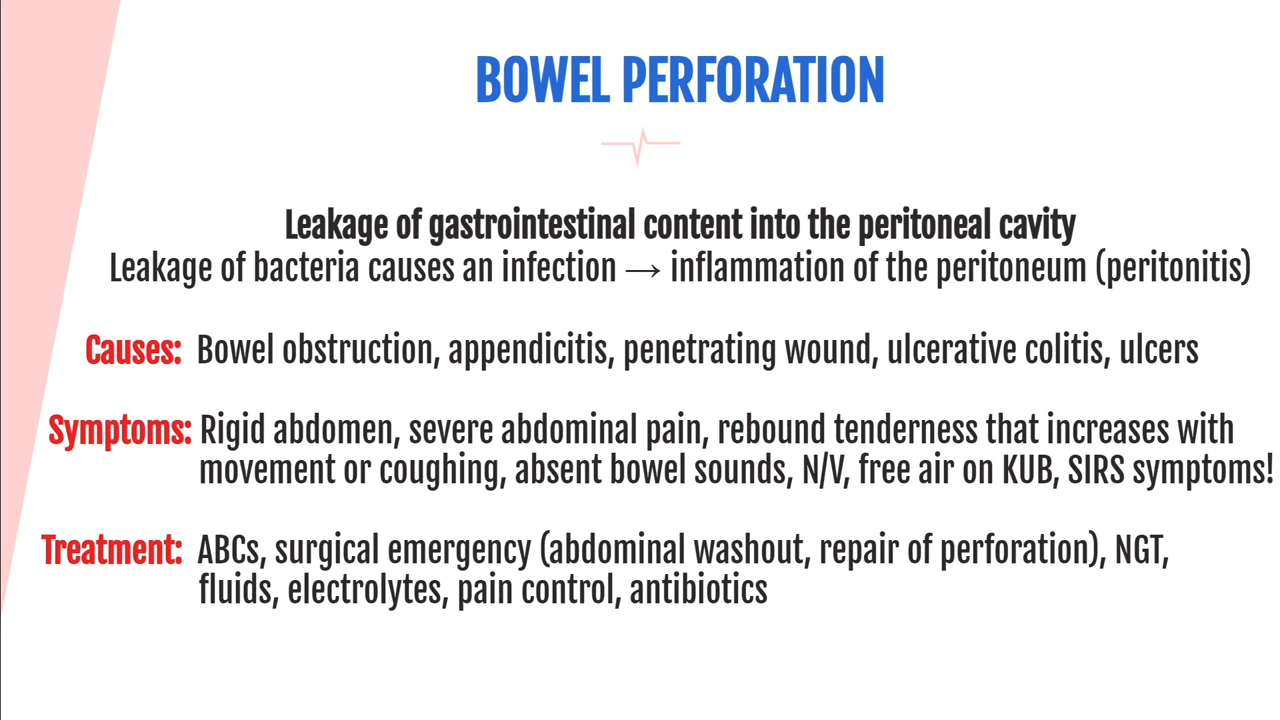 BOWEL PERFORATION
Leakage of gastrointestinal content into the peritoneal cavity
Leakage of bacteria causes an infection → inflammation of the peritoneum (peritonitis)
Causes: Bowel obstruction, appendicitis, penetrating wound, ulcerative colitis, ulcers
Symptoms: Rigid abdomen, severe abdominal pain, rebound tenderness that increases with
movement or coughing, absent bowel sounds, N/V, free air on KUB, SIRS symptoms!
Treatment: ABCs, surgical emergency (abdominal washout, repair of perforation), NGT,
fluids, electrolytes, pain control, antibiotics